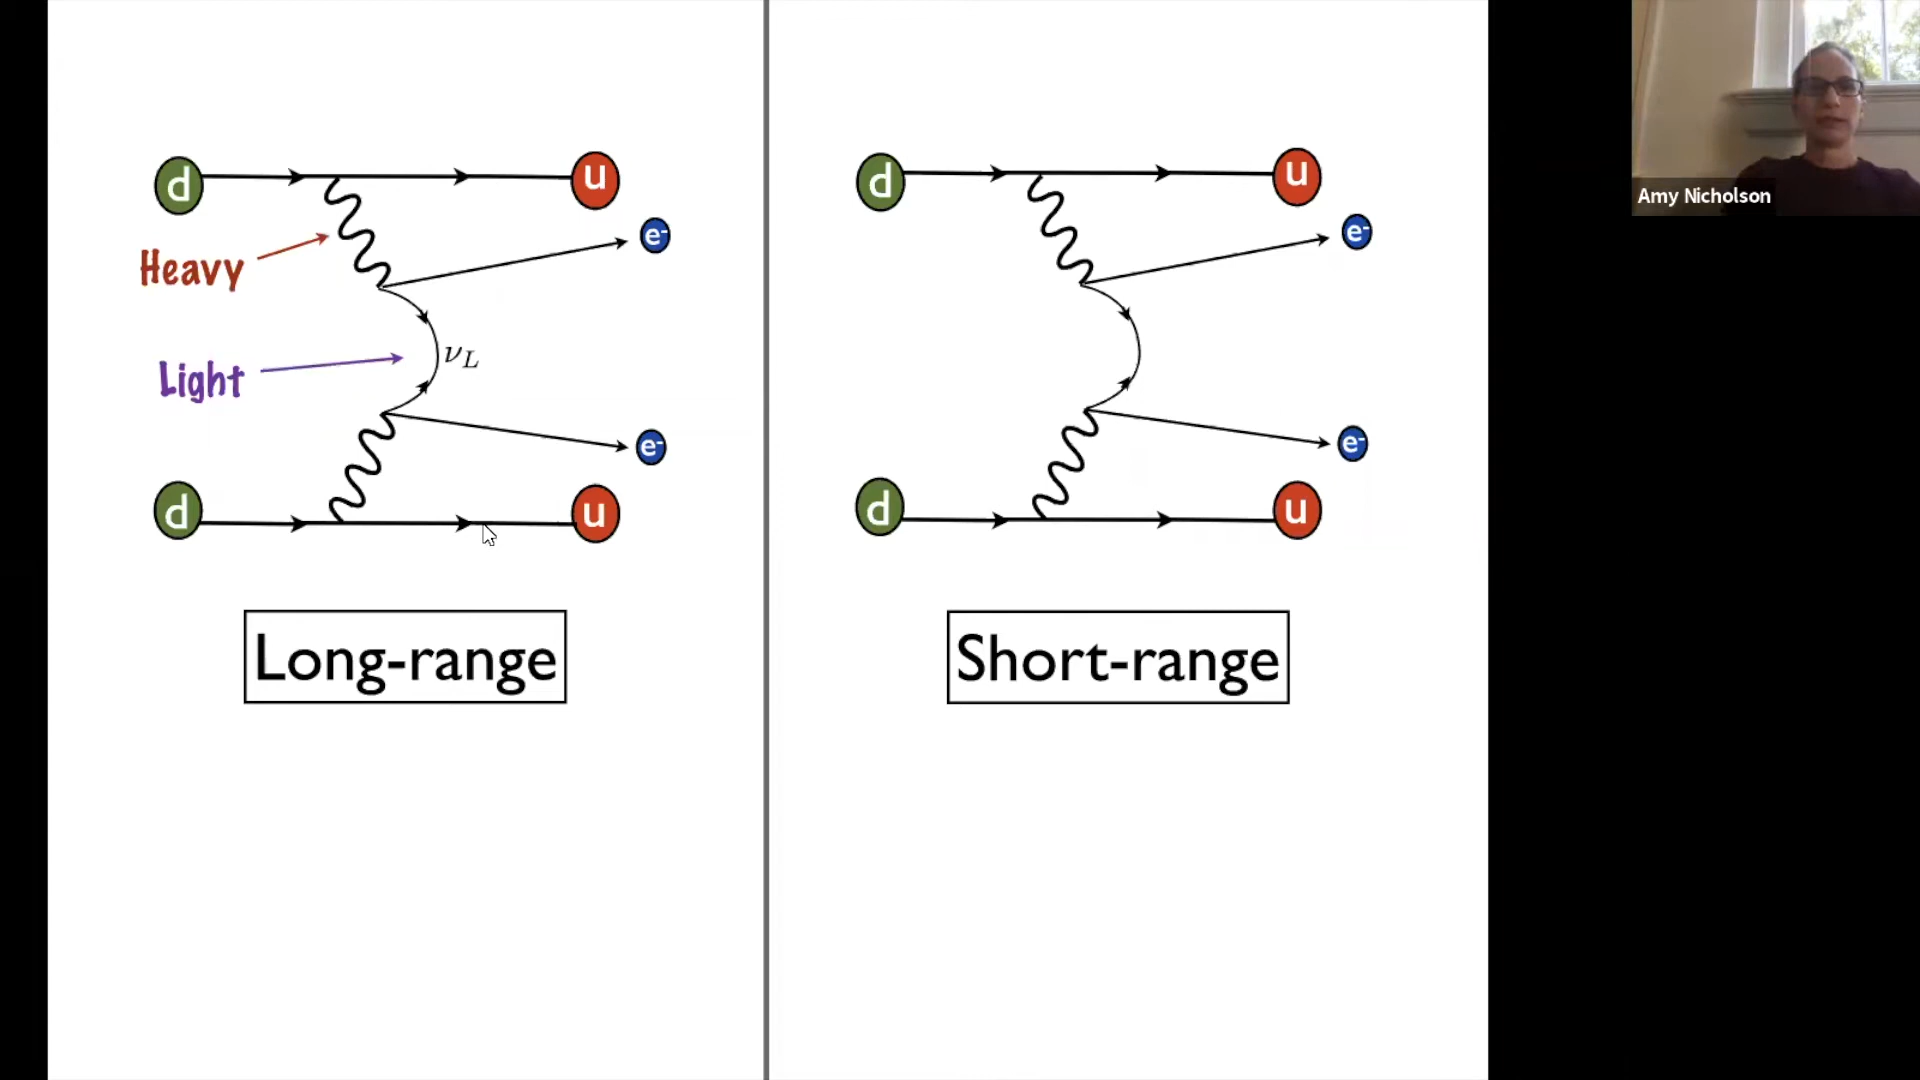 d
u
Heavy
e-
Light
νL
e-
d
u
Long-range
d
u
e-
e-
d
u
Short-range
Amy Nicholson